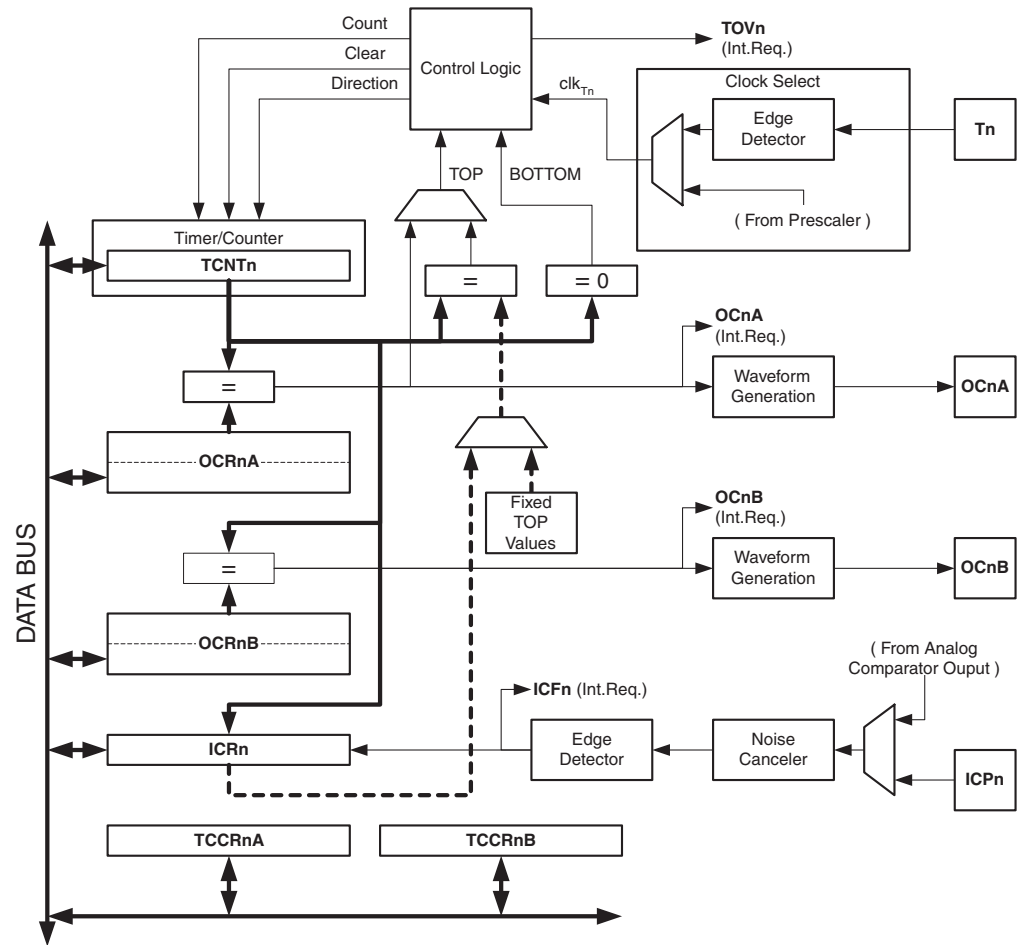 Count
Clear
Direction
Control Logic
TOVn
(Int.Req.)
clkTn
Clock Select
Edge
Detector
Tn
( From Prescaler )
TOP
BOTTOM
Timer/Counter
TCNTn
=
= 0
OCnA
(Int.Req.)
=
Waveform
Generation
OCnA
OCRnA
Fixed
TOP
Values
OCnB
(Int.Req.)
=
Waveform
Generation
OCnB
OCRnB
DATA BUS
( From Analog
Comparator Ouput )
ICFn (Int.Req.)
ICRn
Edge
Detector
Noise
Canceler
ICPn
TCCRnA
TCCRnB